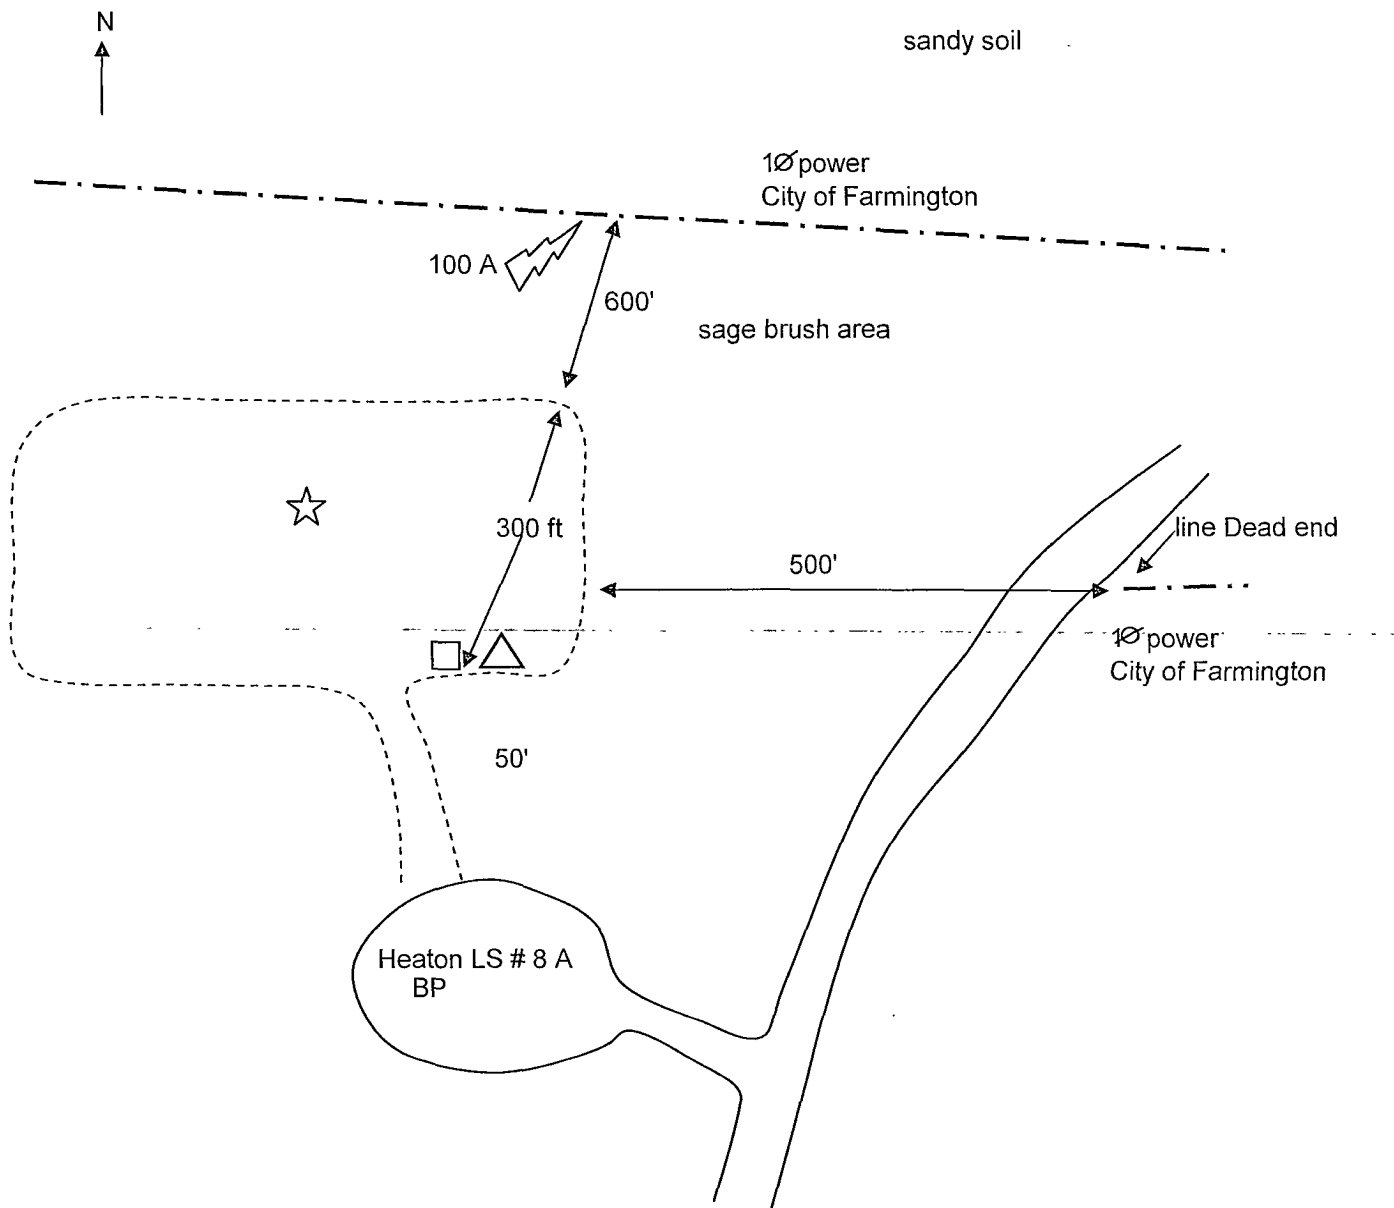 N
sandy soil
1Ø power
City of Farmington
100 A
600'
sage brush area
300 ft
500'
line Dead end
1Ø power
City of Farmington
50'
Heaton LS # 8 A
BP